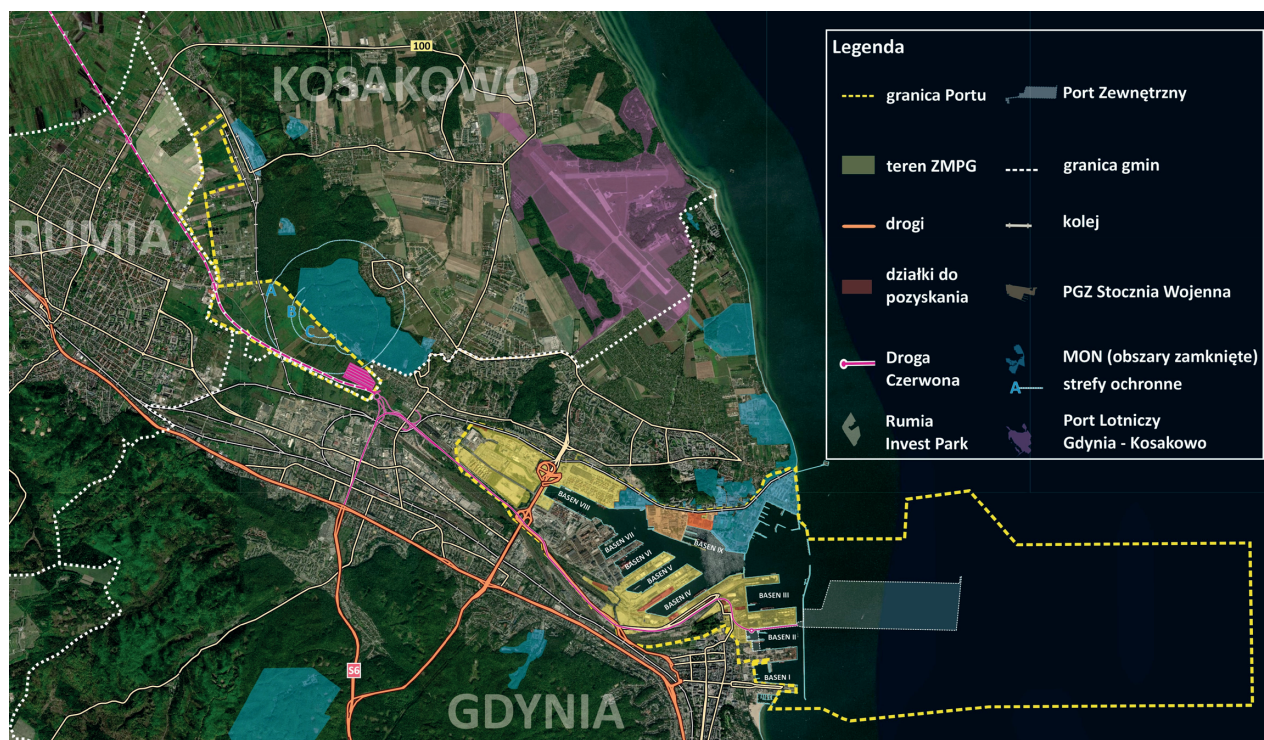 100
KOSAKOWO
RUMIA
A
B
C
S6
GDYNIA
BASEN VIII
BASEN VII
BASEN VI
BASEN V
BASEN IV
BASEN IX
BASEN III
BASEN II
BASEN I
Legenda
granica Portu
Port Zewnętrzny
teren ZMPG
granica gmin
drogi
kolej
działki do
pozyskania
PGZ Stocznia Wojenna
Droga
Czerwona
MON (obszary zamknięte)
A
strefy ochronne
Rumia
Invest Park
Port Lotniczy
Gdynia - Kosakowo